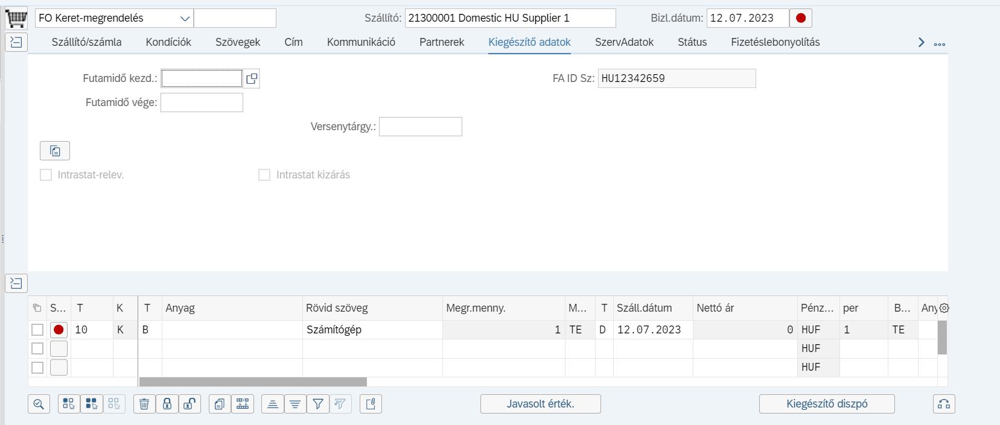 FO Keret-megrendelés Szállító: 21300001 Domestic HU Supplier 1 Bizl.dátum: 12.07.2023
Szállító/számla Kondíciók Szövegek Cím Kommunikáció Partnerek Kiegészítő adatok SzervAdatok Státus Fizetéslebonyolítás
Futamidő kezd.: FA ID Sz: HU12342659
Futamidő vége:
Versenytárgy.:
Intrastat-relev. Intrastat kizárás
S... T K T Anyag Rövid szöveg Megr.menny. M... T Száll.dátum Nettó ár Pénz... per B... Any
10 K B Számítógép 1 TE D 12.07.2023 0 HUF 1 TE
HUF
HUF
Javasolt érték. Kiegészítő diszpó